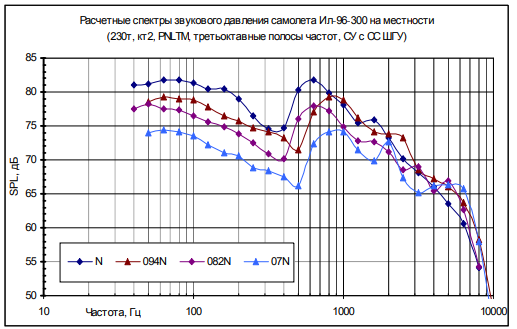 Расчетные спектры звукового давления самолета Ил-96-300 на местности
(230т, кт2, PNLTM, третьоктавные полосы частот, СУ с СС ШГУ)
85
80
75
70
65
60
55
50
SPL, дБ
N 094N 082N 07N
10 100 1000 10000
Частота, Гц